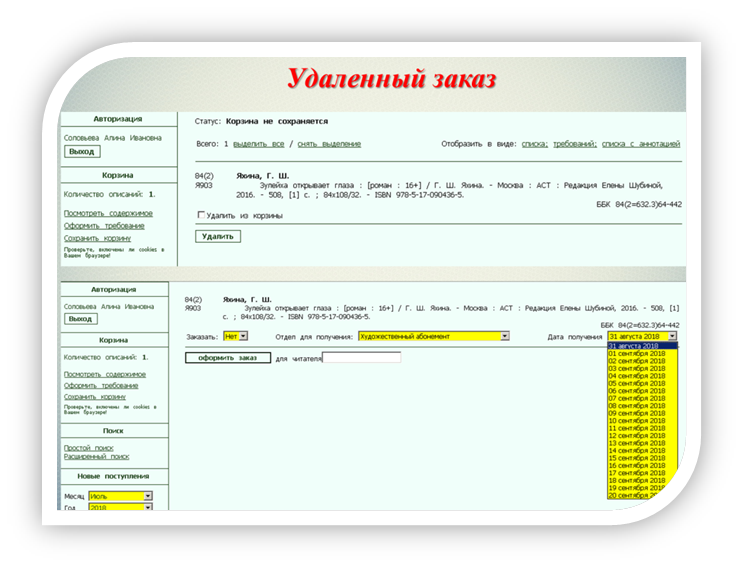 Удаленный заказ
Авторизация
Соловьева Алина Ивановна
Выход
Корзина
Количество описаний: 1.
Посмотреть содержимое
Оформить требование
Сохранить корзину
Проверьте, включены ли cookies в
Вашем браузере!
Статус: Корзина не сохраняется
Всего: 1 выделить все / снять выделение
Отобразить в виде: списка; требований; списка с аннотацией
84(2) Яхина, Г. Ш.
Я903 Зулейха открывает глаза : [роман : 16+] / Г. Ш. Яхина. - Москва : АСТ : Редакция Елены Шубиной,
2016. - 508, [1] с. ; 84x108/32. - ISBN 978-5-17-090436-5.
ББК 84(2=632.3)64-442
Удалить из корзины
Удалить
Авторизация
Соловьева Алина Ивановна
Выход
Корзина
Количество описаний: 1.
Посмотреть содержимое
Оформить требование
Сохранить корзину
Проверьте, включены ли cookies в
Вашем браузере!
Поиск
Простой поиск
Расширенный поиск
Новые поступления
Месяц Июль
Год 2018
84(2) Яхина, Г. Ш.
Я903 Зулейха открывает глаза : [роман : 16+] / Г. Ш. Яхина. - Москва : АСТ : Редакция Елены Шубиной, 2016. - 508, [1]
с. ; 84x108/32. - ISBN 978-5-17-090436-5.
ББК 84(2=632.3)64-442
Заказать: Нет Отдел для получения: Художественный абонемент Дата получения 31 августа 2018
оформить заказ для читателя
31 августа 2018
01 сентября 2018
02 сентября 2018
03 сентября 2018
04 сентября 2018
05 сентября 2018
06 сентября 2018
07 сентября 2018
08 сентября 2018
09 сентября 2018
10 сентября 2018
11 сентября 2018
12 сентября 2018
13 сентября 2018
14 сентября 2018
15 сентября 2018
16 сентября 2018
17 сентября 2018
18 сентября 2018
19 сентября 2018
20 сентября 2018